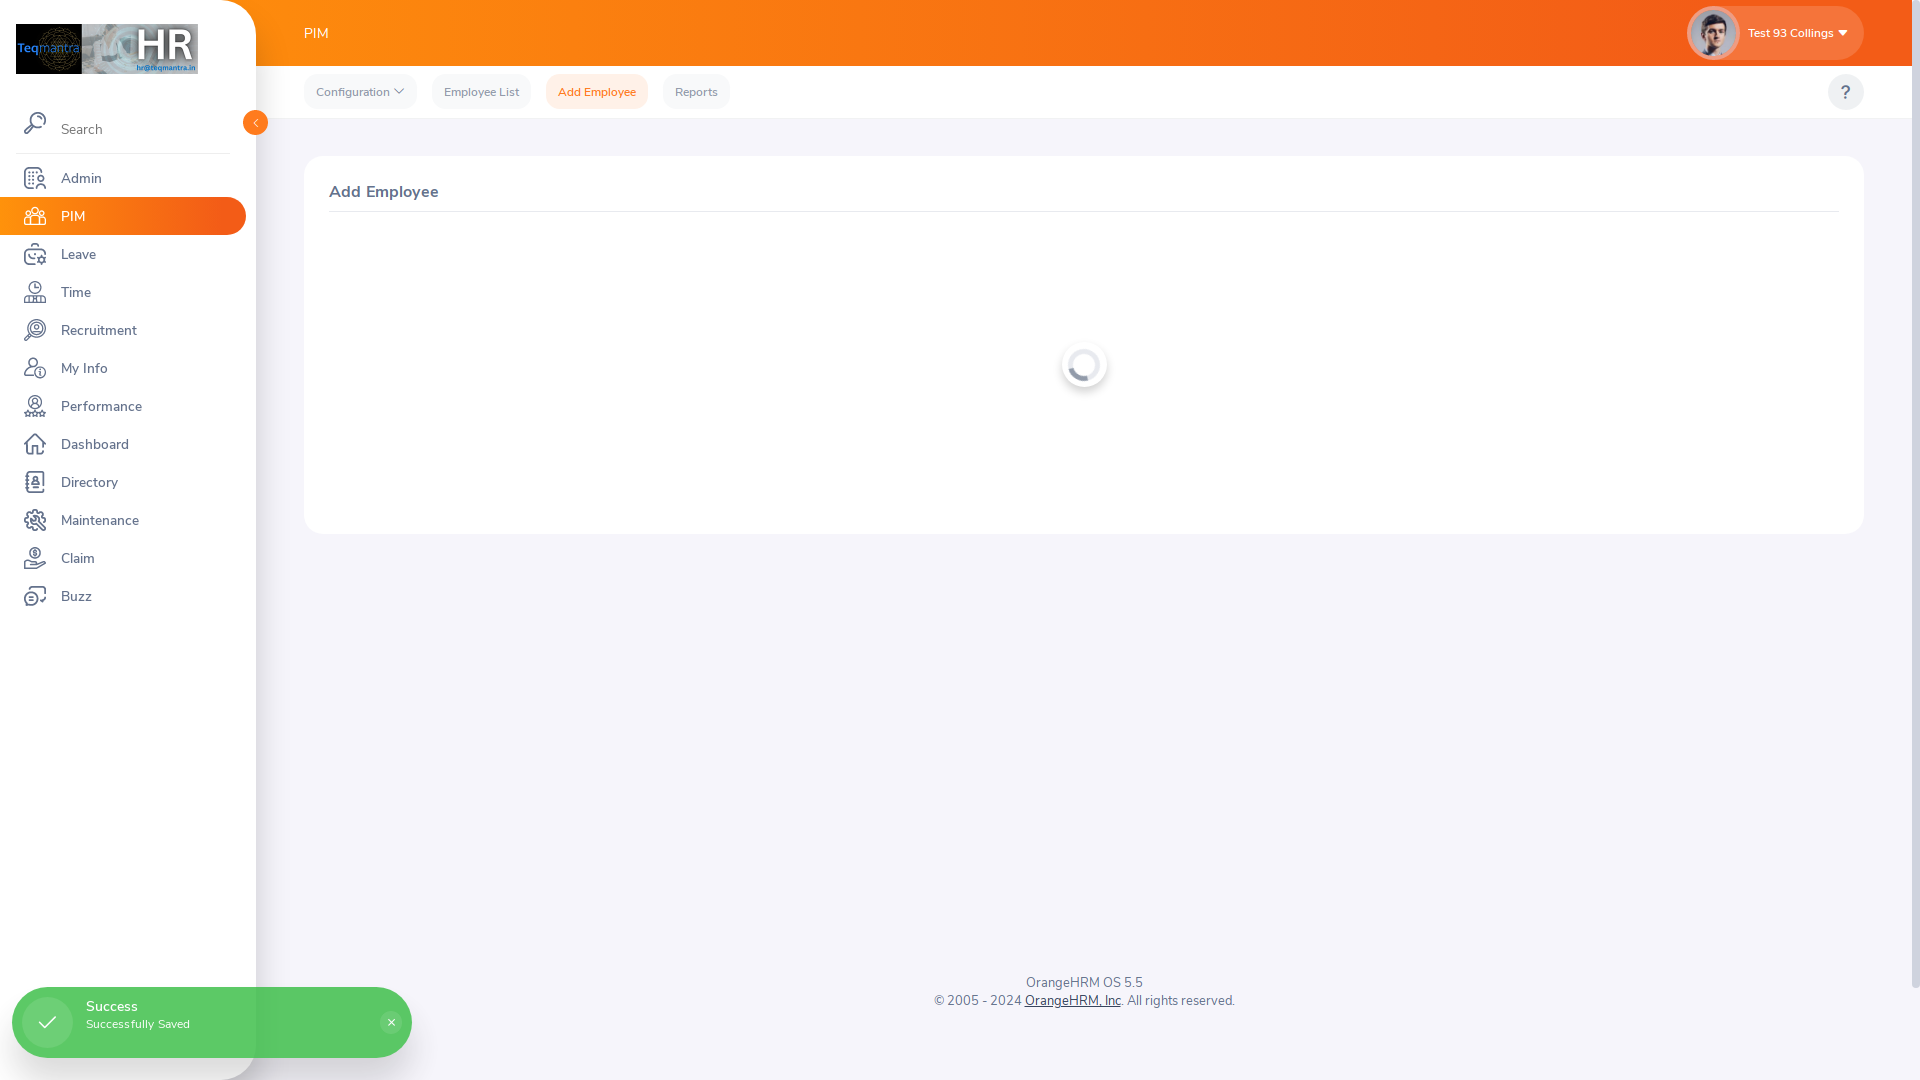 Teqmantra
HR
hr@teqmantra.in
PIM
Test 93 Collings
Configuration
Employee List
Add Employee
Reports
?
Search
Admin
PIM
Leave
Time
Recruitment
My Info
Performance
Dashboard
Directory
Maintenance
Claim
Buzz
Add Employee
OrangeHRM OS 5.5
© 2005 - 2024 OrangeHRM, Inc. All rights reserved.
Success
Successfully Saved